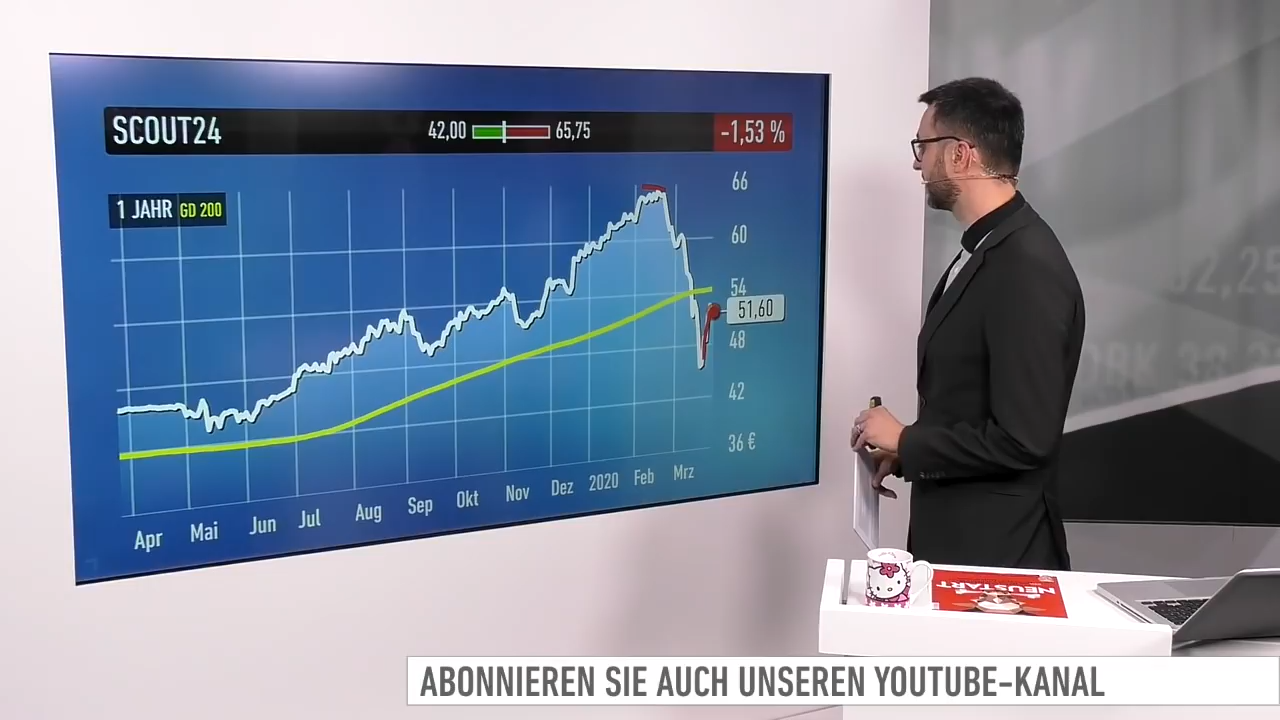 SCOUT24
42,00 65,75
-1,53 %
1 JAHR GD 200
66
60
54
51,60
48
42
36 €
Apr Mai Jun Jul Aug Sep Okt Nov Dez 2020 Feb Mrz
NEUSTART
ABONNIEREN SIE AUCH UNSEREN YOUTUBE-KANAL